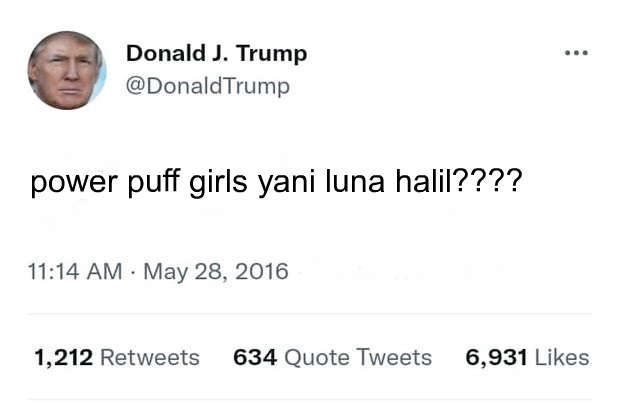 Donald J. Trump
@DonaldTrump
power puff girls yani luna halil????
11:14 AM · May 28, 2016
1,212 Retweets 634 Quote Tweets 6,931 Likes